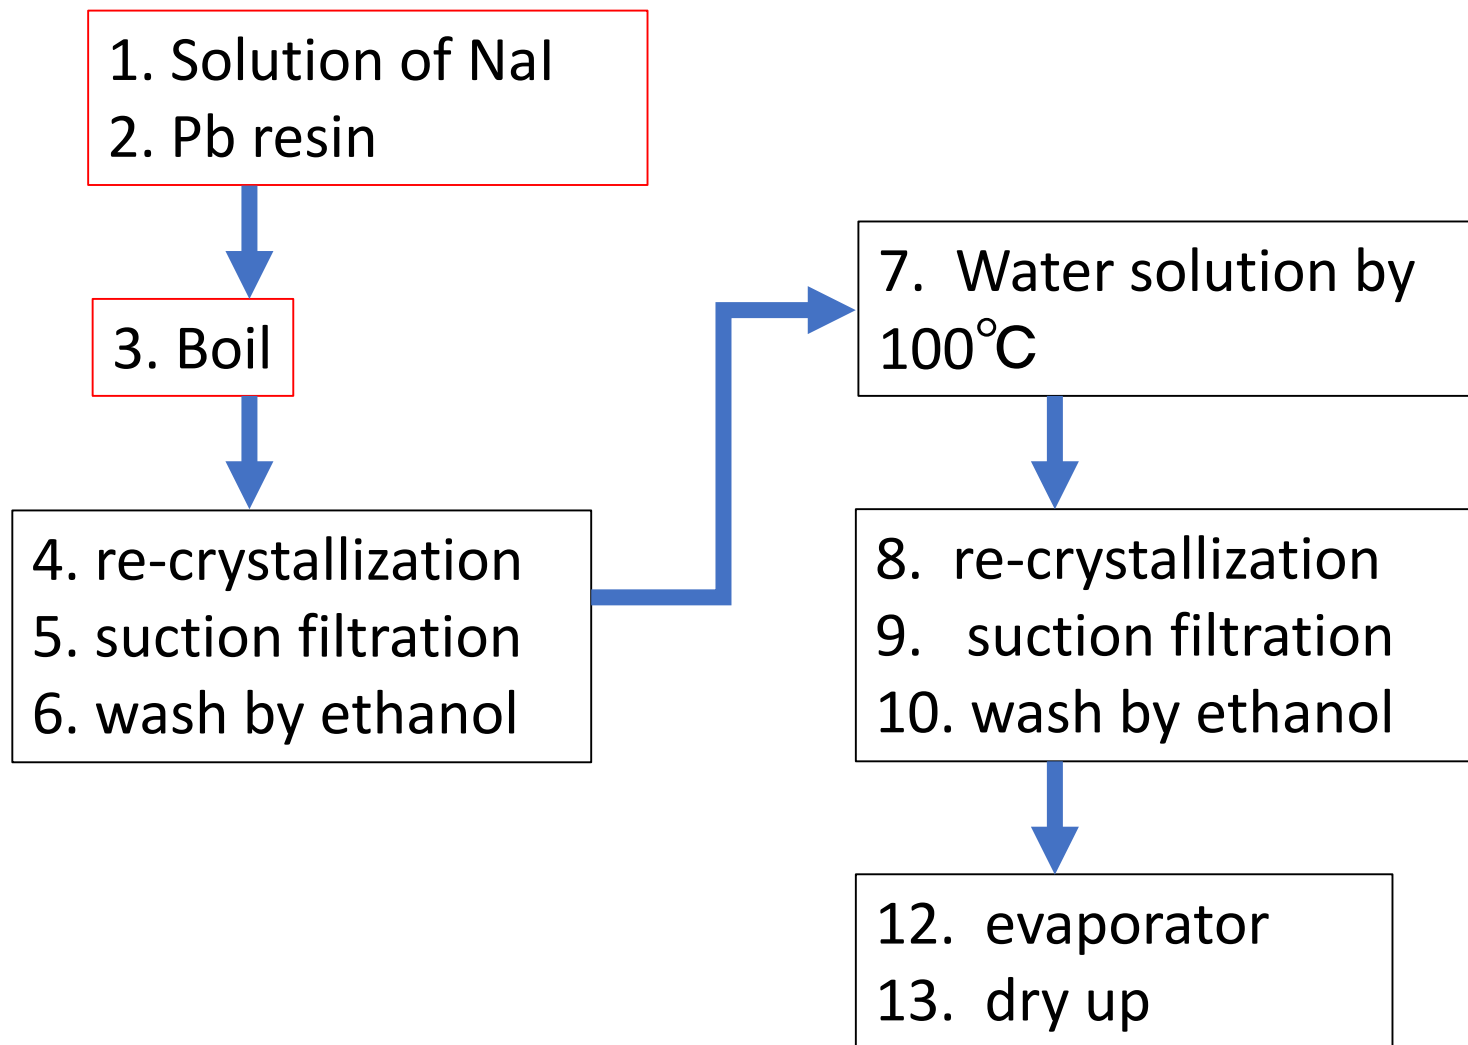 1. Solution of NaI
2. Pb resin
3. Boil
4. re-crystallization
5. suction filtration
6. wash by ethanol
7. Water solution by
100℃
8. re-crystallization
9. suction filtration
10. wash by ethanol
12. evaporator
13. dry up